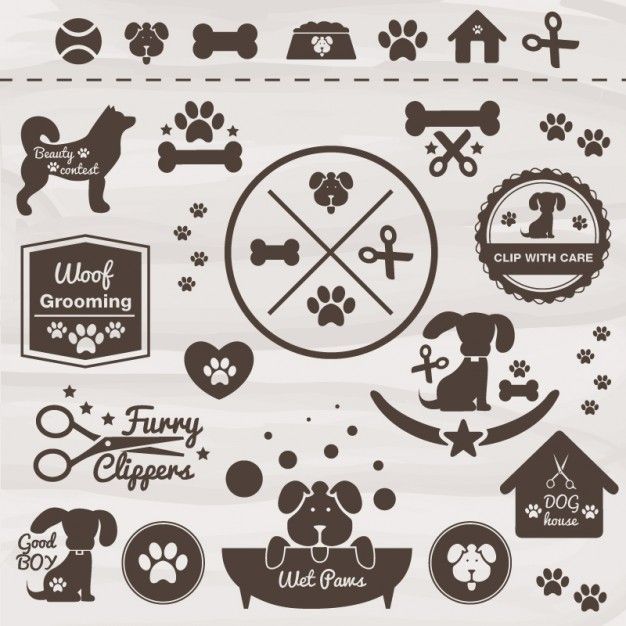 Beauty
contest
CLIP WITH CARE
Woof
Grooming
Furry
Clippers
DOG
house
Good
BOY
Wet Paws